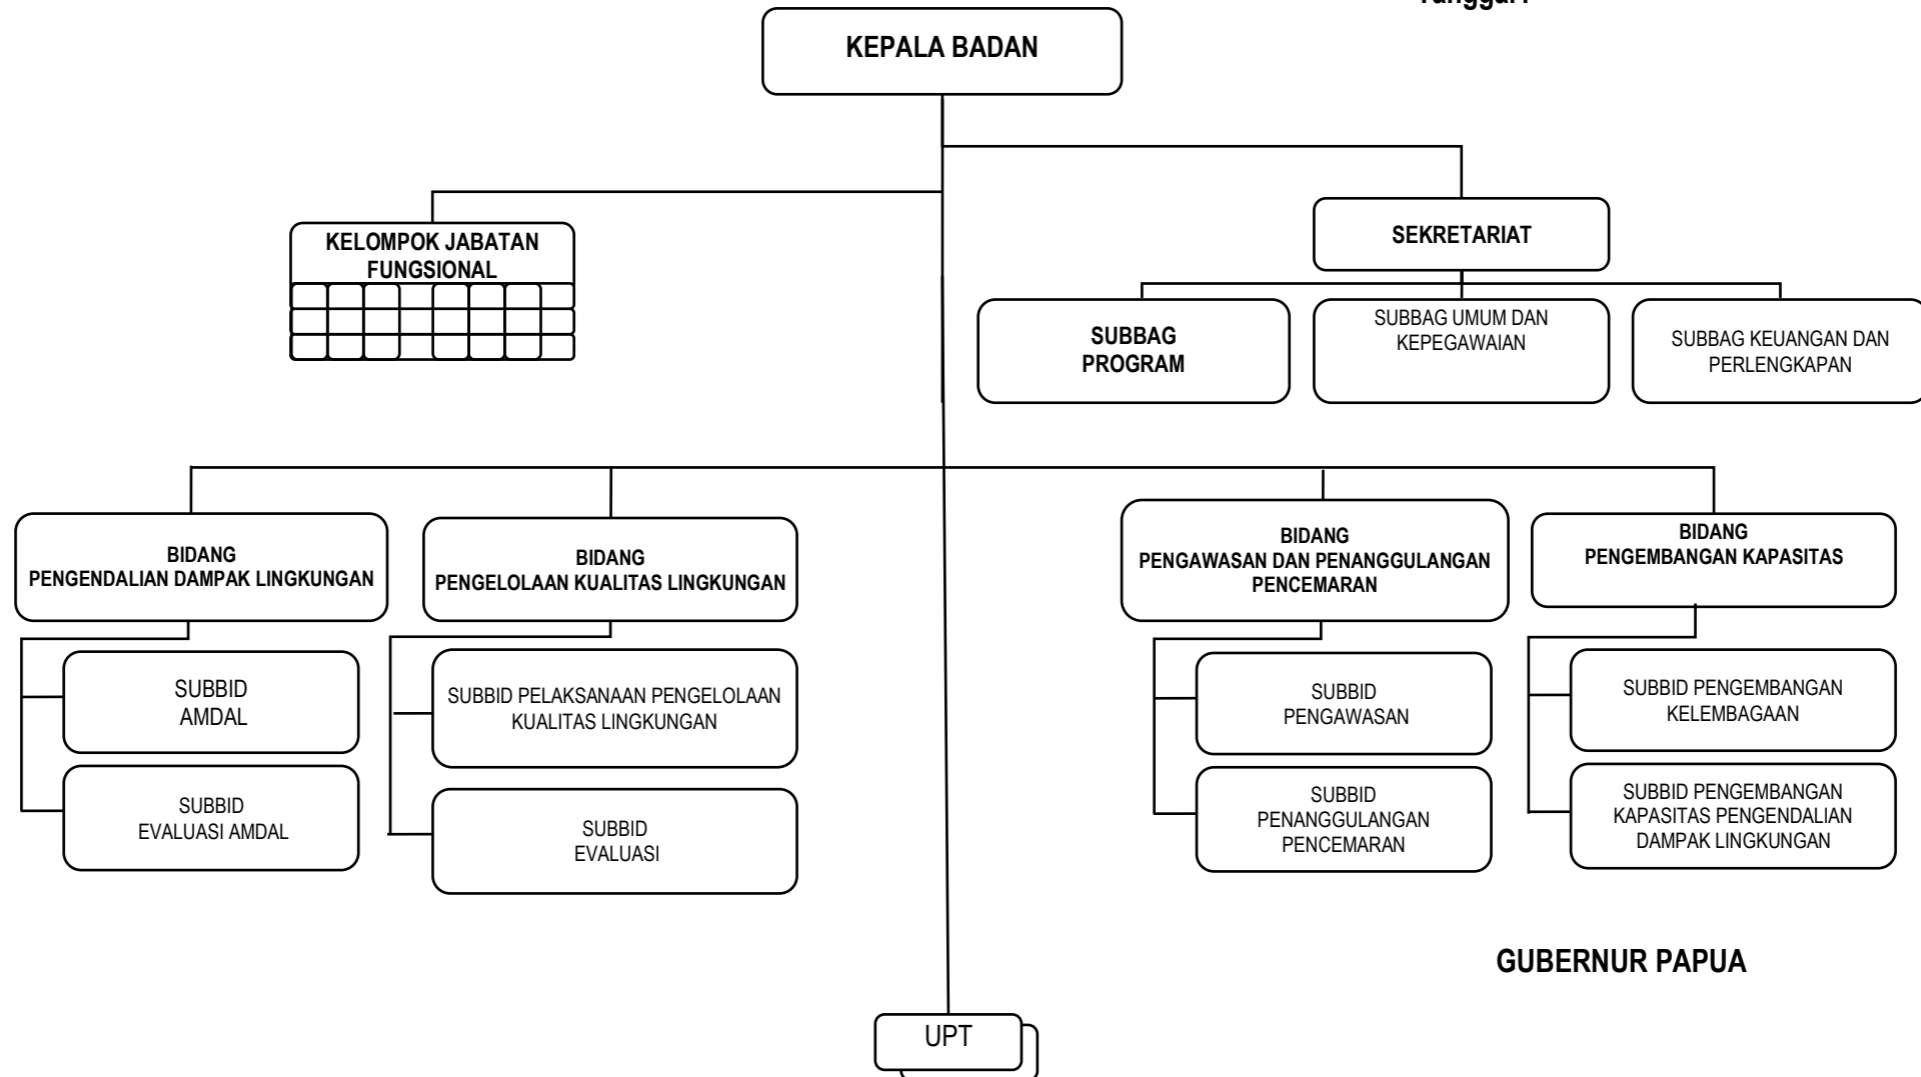 KEPALA BADAN
KELOMPOK JABATAN
FUNGSIONAL
SEKRETARIAT
SUBBAG
PROGRAM
SUBBAG UMUM DAN
KEPEGAWAIAN
SUBBAG KEUANGAN DAN
PERLENGKAPAN
BIDANG
PENGENDALIAN DAMPAK LINGKUNGAN
BIDANG
PENGELOLAAN KUALITAS LINGKUNGAN
BIDANG
PENGAWASAN DAN PENANGGULANGAN
PENCEMARAN
BIDANG
PENGEMBANGAN KAPASITAS
SUBBID
AMDAL
SUBBID
EVALUASI AMDAL
SUBBID PELAKSANAAN PENGELOLAAN
KUALITAS LINGKUNGAN
SUBBID
EVALUASI
SUBBID
PENGAWASAN
SUBBID
PENANGGULANGAN
PENCEMARAN
SUBBID PENGEMBANGAN
KELEMBAGAAN
SUBBID PENGEMBANGAN
KAPASITAS PENGENDALIAN
DAMPAK LINGKUNGAN
GUBERNUR PAPUA
UPT